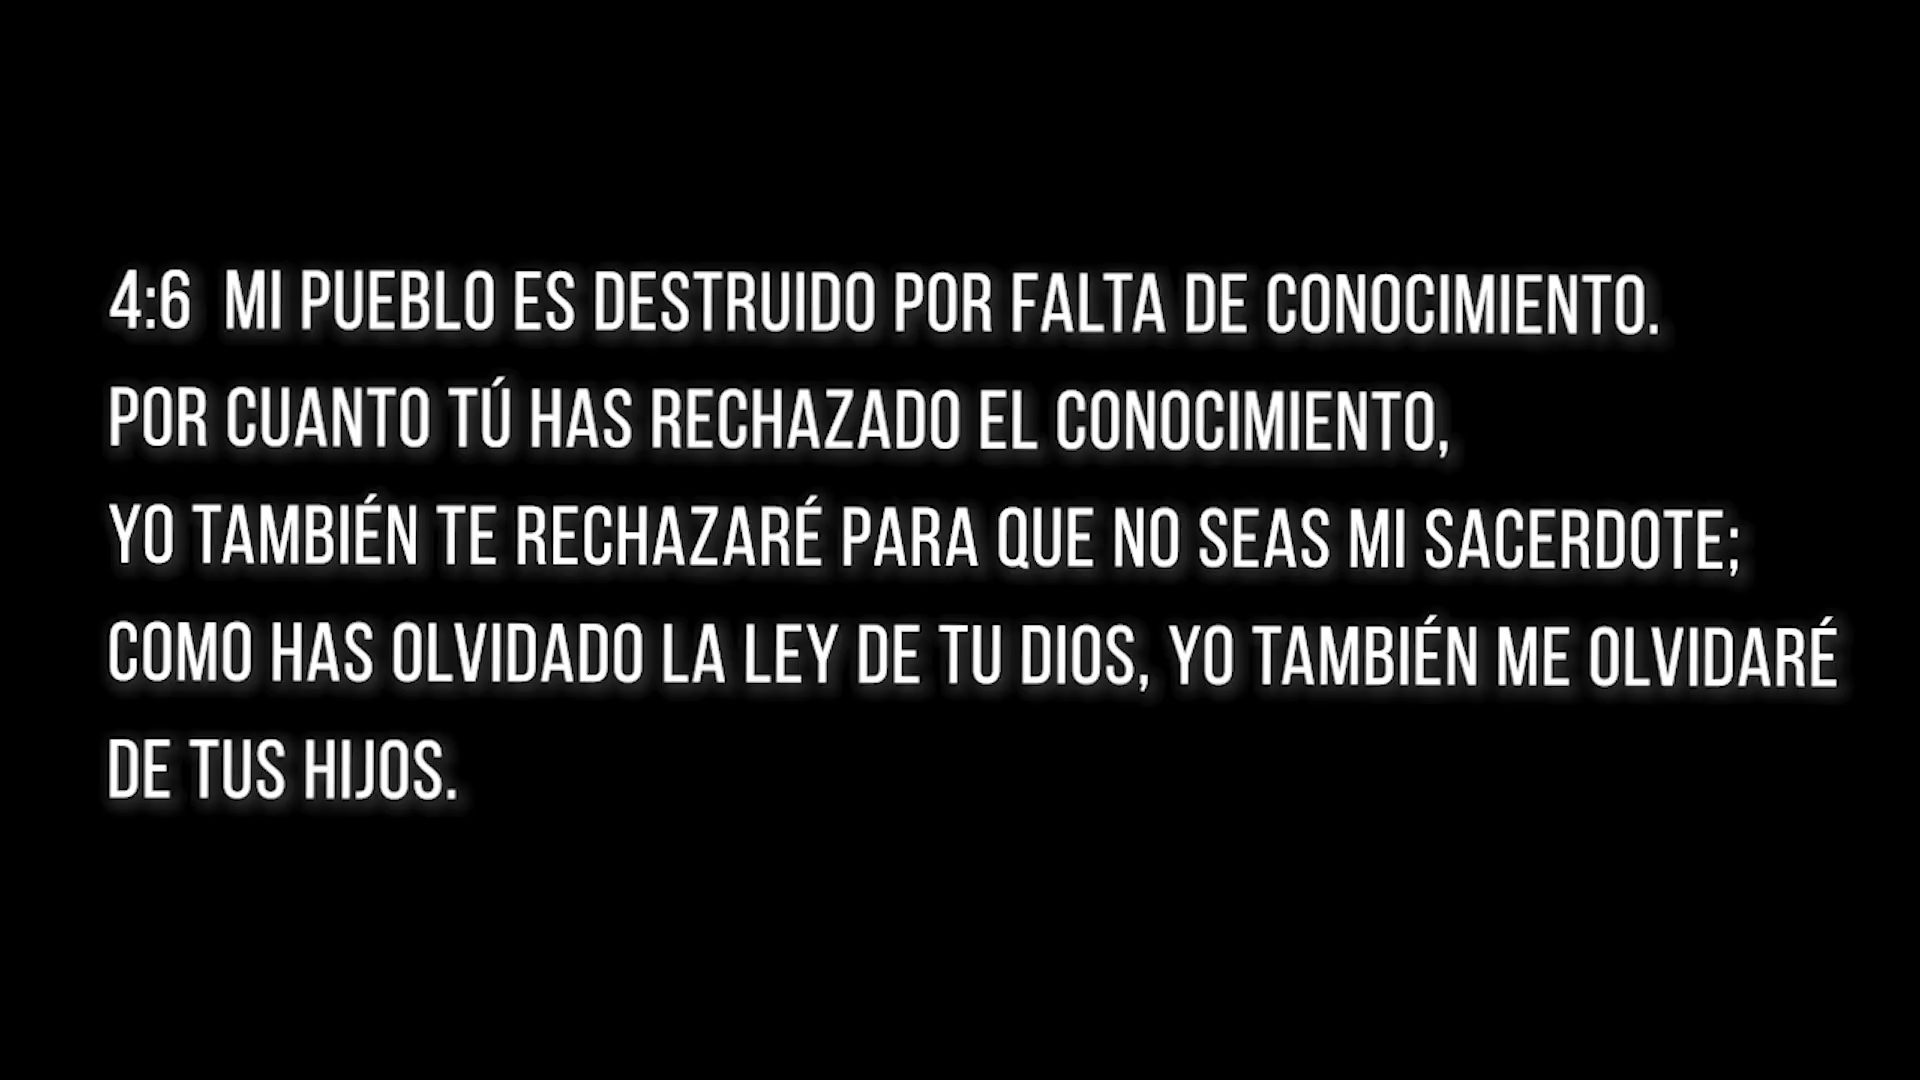 4:6 MI PUEBLO ES DESTRUIDO POR FALTA DE CONOCIMIENTO.
POR CUANTO TÚ HAS RECHAZADO EL CONOCIMIENTO,
YO TAMBIÉN TE RECHAZARÉ PARA QUE NO SEAS MI SACERDOTE;
COMO HAS OLVIDADO LA LEY DE TU DIOS, YO TAMBIÉN ME OLVIDARÉ
DE TUS HIJOS.